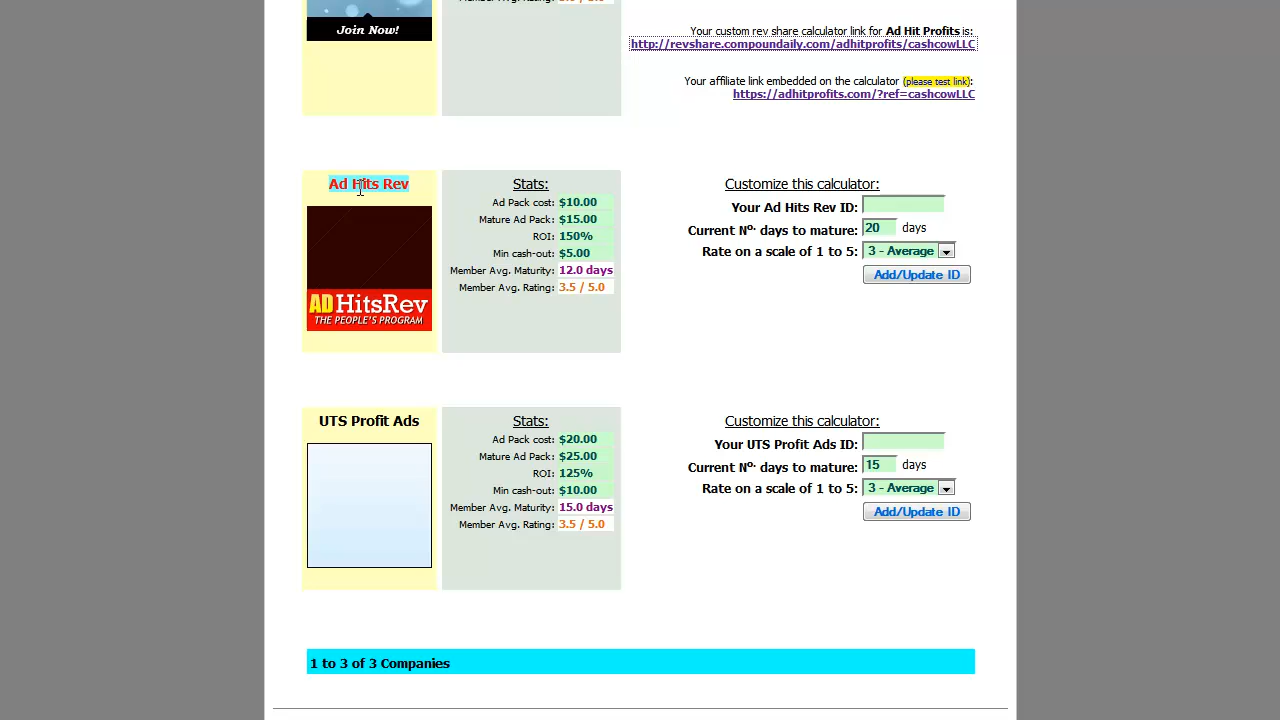 Join Now!
Your custom rev share calculator link for Ad Hit Profits is:
http://revshare.compoundaily.com/adhitprofits/cashcowLLC
Your affiliate link embedded on the calculator (please test link):
https://adhitprofits.com/?ref=cashcowLLC
Ad Hits Rev
ADHitsRev
THE PEOPLE'S PROGRAM
Stats:
Ad Pack cost: $10.00
Mature Ad Pack: $15.00
ROI: 150%
Min cash-out: $5.00
Member Avg. Maturity: 12.0 days
Member Avg. Rating: 3.5 / 5.0
Customize this calculator:
Your Ad Hits Rev ID:
Current Nº. days to mature: 20 days
Rate on a scale of 1 to 5: 3 - Average
Add/Update ID
UTS Profit Ads
Stats:
Ad Pack cost: $20.00
Mature Ad Pack: $25.00
ROI: 125%
Min cash-out: $10.00
Member Avg. Maturity: 15.0 days
Member Avg. Rating: 3.5 / 5.0
Customize this calculator:
Your UTS Profit Ads ID:
Current Nº. days to mature: 15 days
Rate on a scale of 1 to 5: 3 - Average
Add/Update ID
1 to 3 of 3 Companies